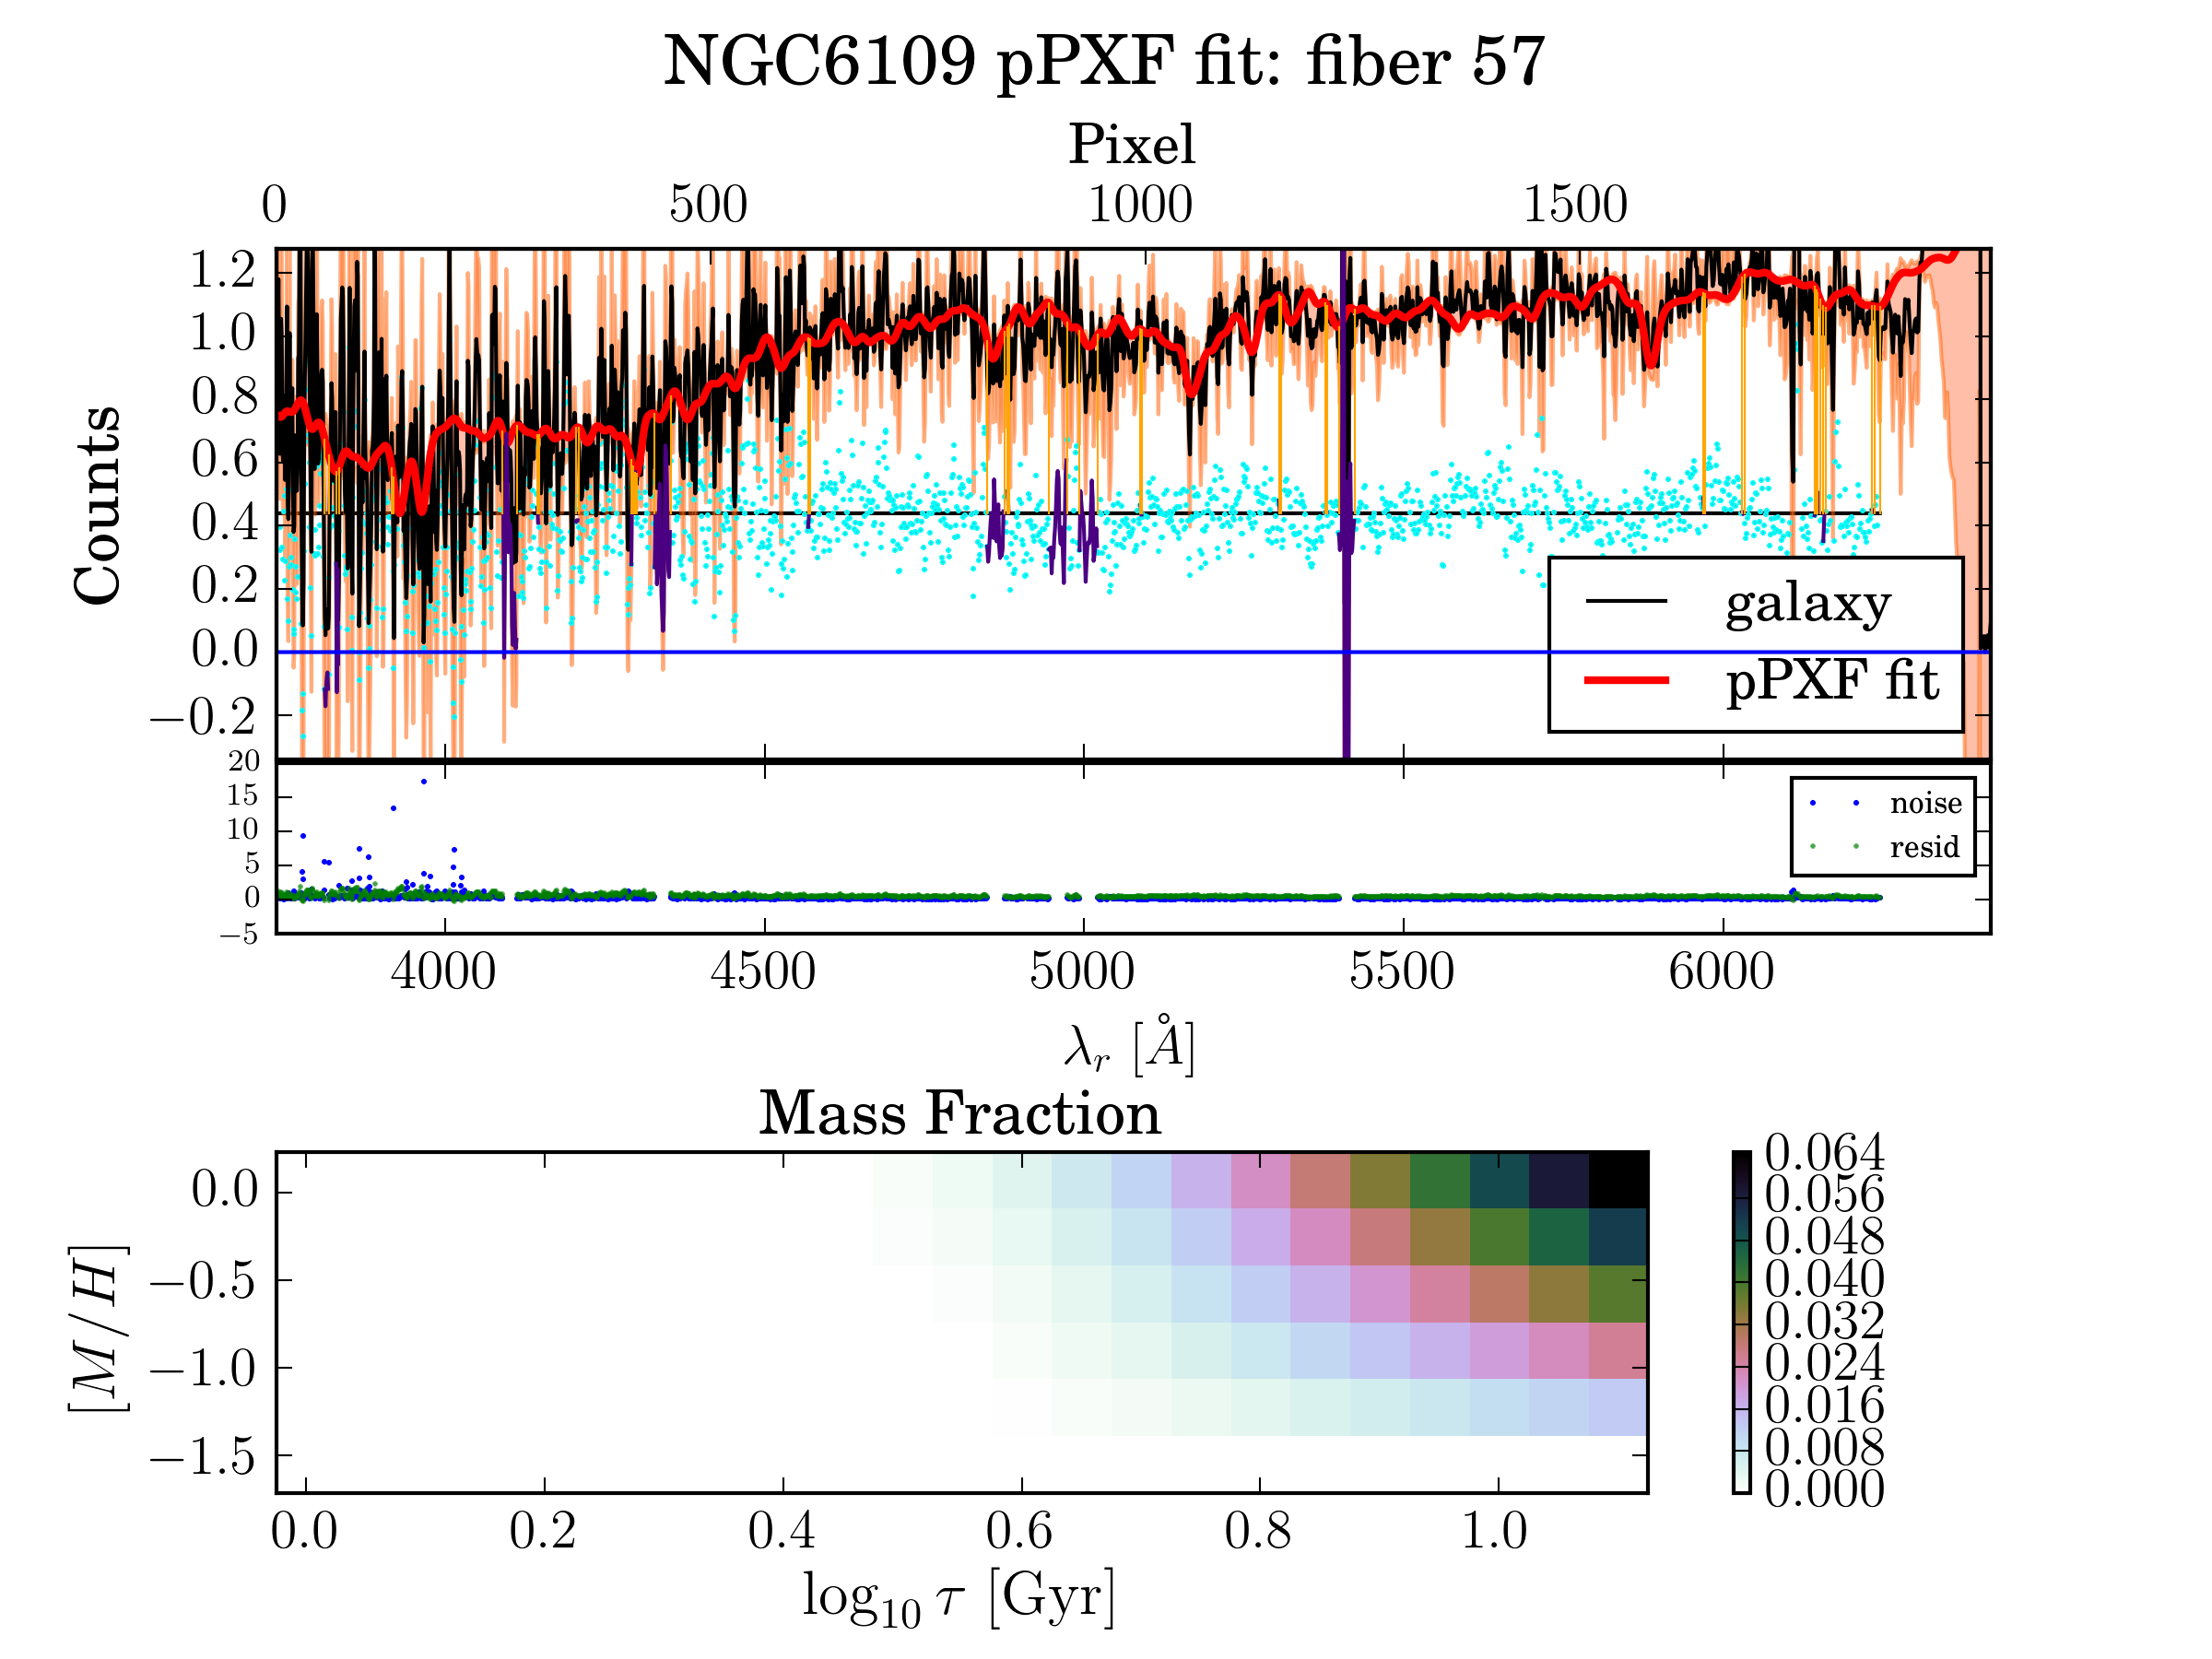 NGC6109 pPXF fit: fiber 57
Pixel
0 500 1000 1500
1.2
1.0
0.8
0.6
0.4
0.2
0.0
−0.2
Counts
galaxy
pPXF fit
20
15
10
5
0
−5
noise
resid
4000 4500 5000 5500 6000
λr [Å]
Mass Fraction
0.0
−0.5
−1.0
−1.5
[M/H]
0.064
0.056
0.048
0.040
0.032
0.024
0.016
0.008
0.000
0.0 0.2 0.4 0.6 0.8 1.0
log10 τ [Gyr]